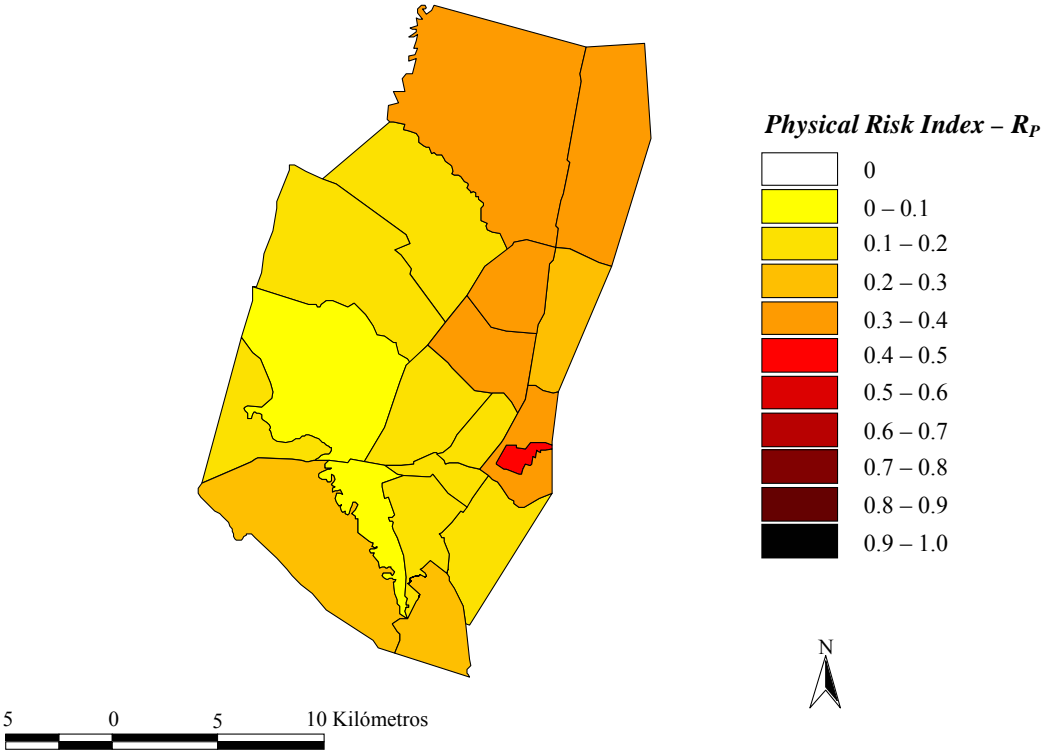 Physical Risk Index – RP
0
0 – 0.1
0.1 – 0.2
0.2 – 0.3
0.3 – 0.4
0.4 – 0.5
0.5 – 0.6
0.6 – 0.7
0.7 – 0.8
0.8 – 0.9
0.9 – 1.0
N
5 0 5 10 Kilómetros